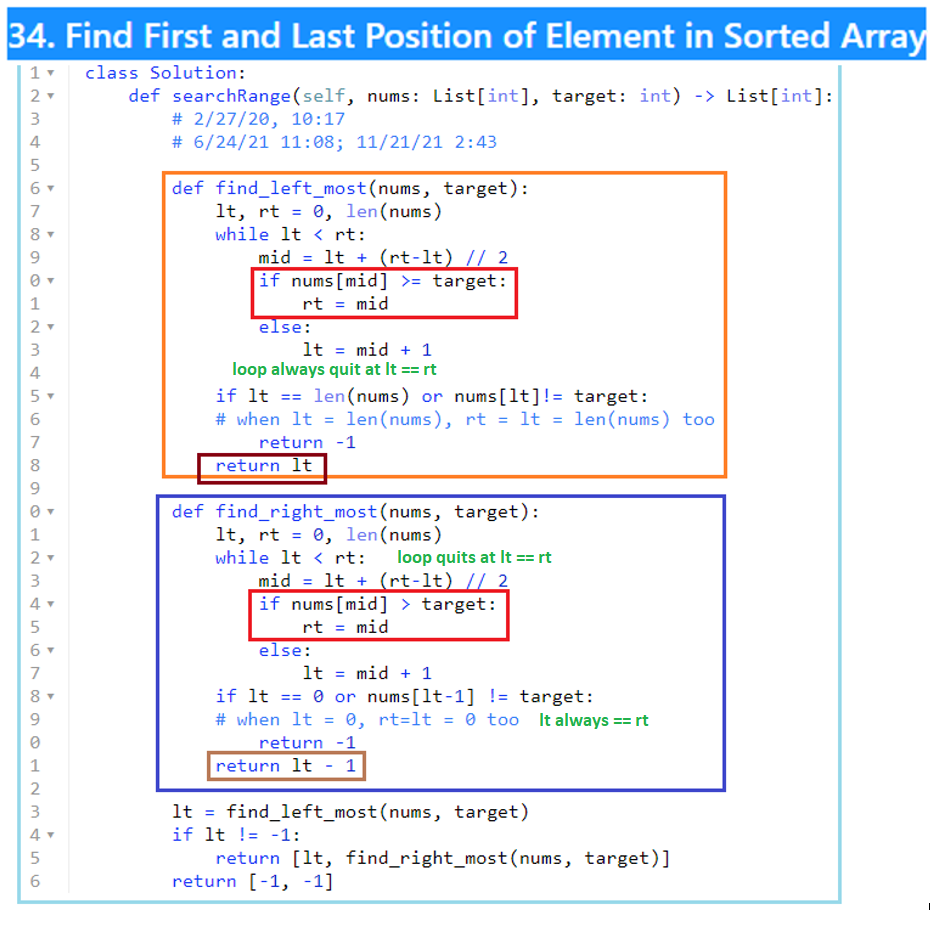 34. Find First and Last Position of Element in Sorted Array
1 class Solution:
2 def searchRange(self, nums: List[int], target: int) -> List[int]:
3 # 2/27/20, 10:17
4 # 6/24/21 11:08; 11/21/21 2:43
5
6 def find_left_most(nums, target):
7 lt, rt = 0, len(nums)
8 while lt < rt:
9 mid = lt + (rt-lt) // 2
0 if nums[mid] >= target:
1 rt = mid
2 else:
3 lt = mid + 1
4 loop always quit at lt == rt
5 if lt == len(nums) or nums[lt]!= target:
6 # when lt = len(nums), rt = lt = len(nums) too
7 return -1
8 return lt
9
0 def find_right_most(nums, target):
1 lt, rt = 0, len(nums)
2 while lt < rt: loop quits at lt == rt
3 mid = lt + (rt-lt) // 2
4 if nums[mid] > target:
5 rt = mid
6 else:
7 lt = mid + 1
8 if lt == 0 or nums[lt-1] != target:
9 # when lt = 0, rt=lt = 0 too lt always == rt
0 return -1
1 return lt - 1
2
3 lt = find_left_most(nums, target)
4 if lt != -1:
5 return [lt, find_right_most(nums, target)]
6 return [-1, -1]